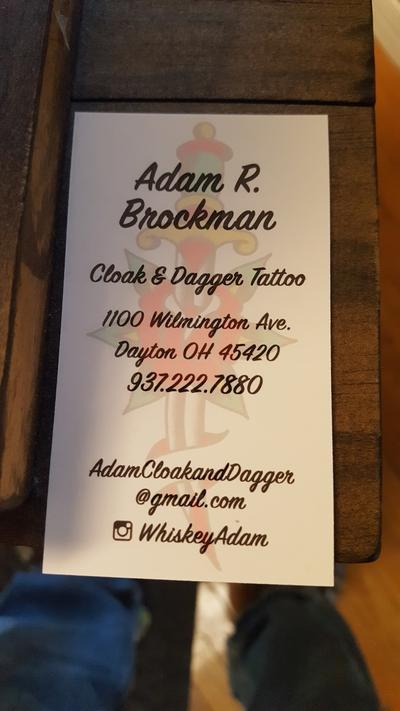 Adam R.
Brockman
Cloak & Dagger Tattoo
1100 Wilmington Ave.
Dayton OH 45420
937.222.7880
AdamCloakandDagger
@gmail.com
WhiskeyAdam